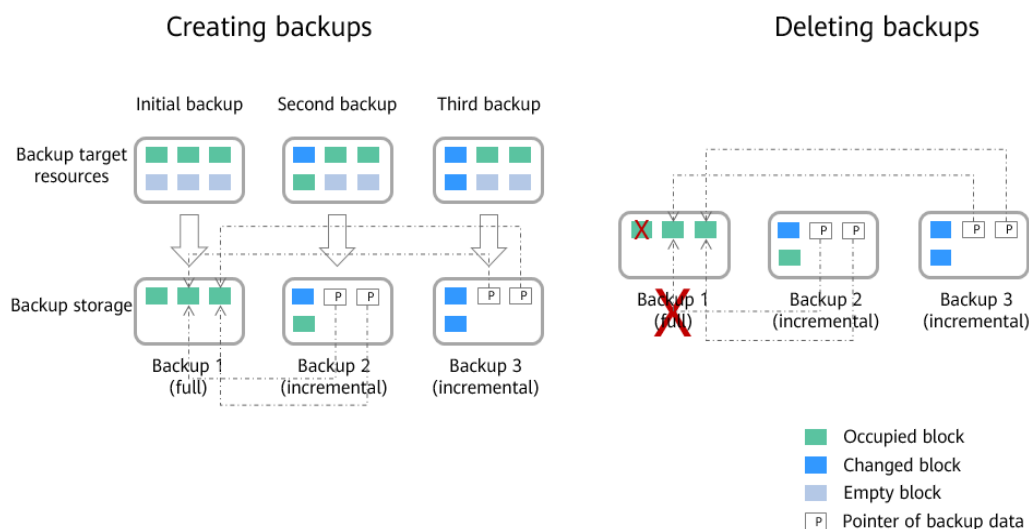 Creating backups
Deleting backups
Initial backup
Second backup
Third backup
Backup target
resources
P
P
P
P
P
P
P
P
Backup storage
Backup 1
(full)
Backup 2
(incremental)
Backup 3
(incremental)
Backup 1
(full)
Backup 2
(incremental)
Backup 3
(incremental)
Occupied block
Changed block
Empty block
P
Pointer of backup data